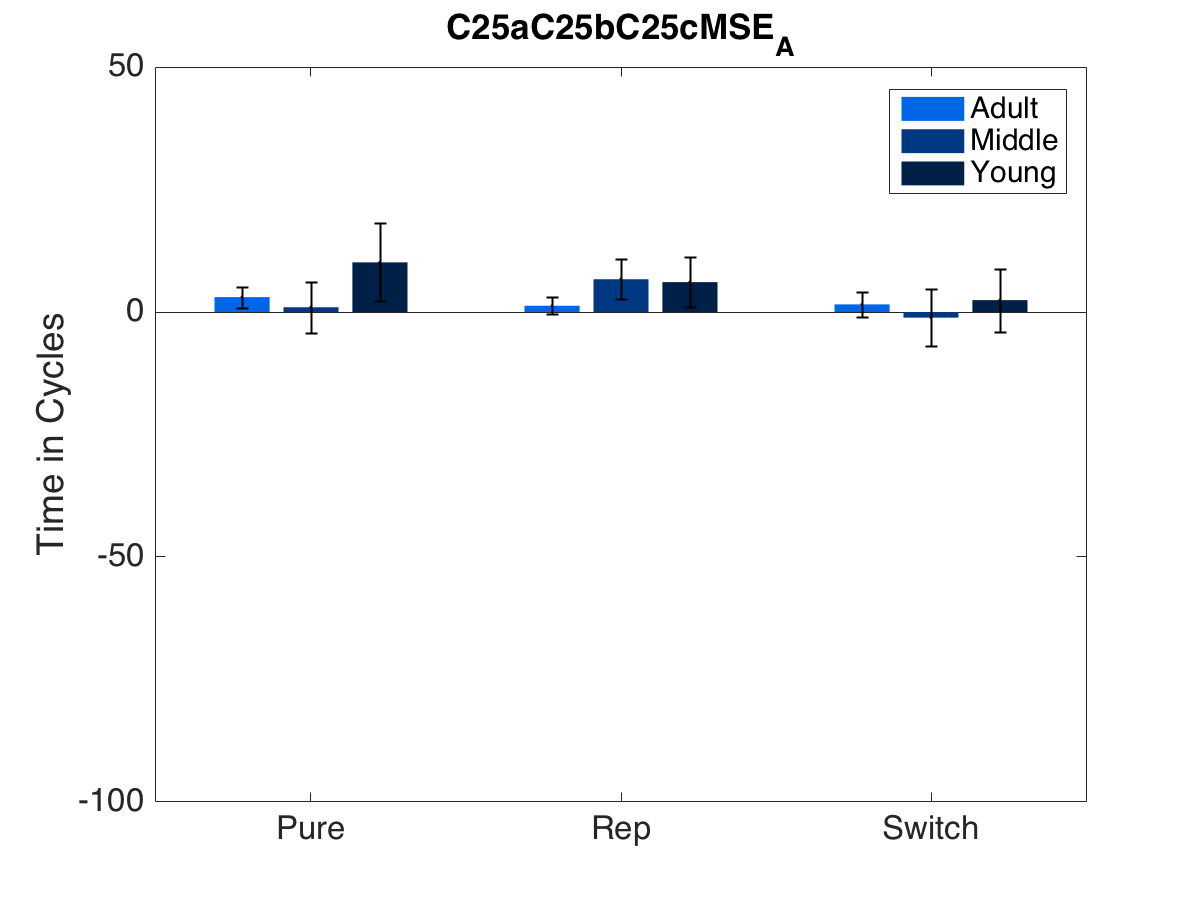 C25aC25bC25cMSE_A
50
0
-50
-100
Time in Cycles
Adult
Middle
Young
Pure
Rep
Switch